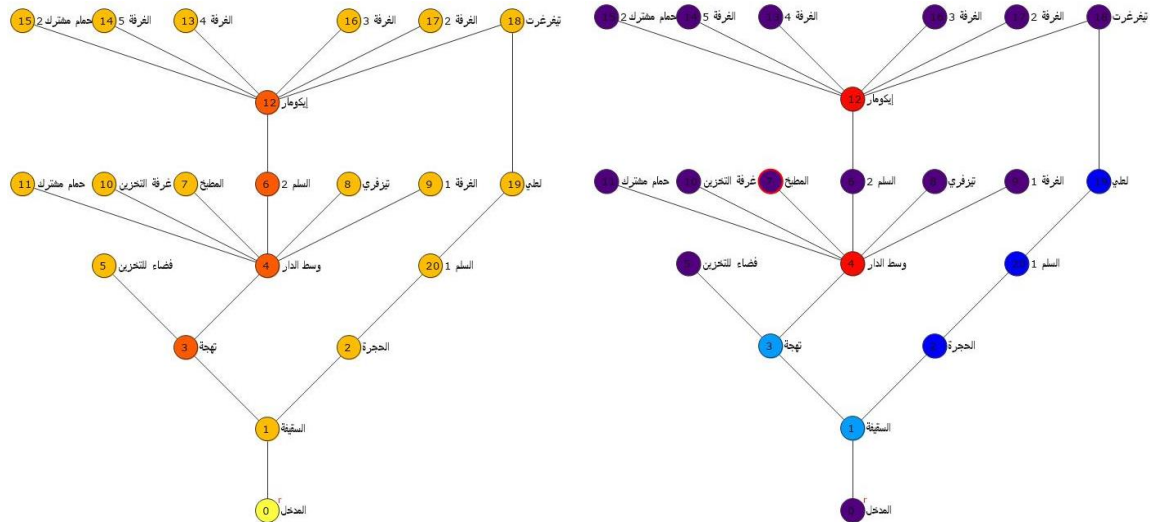 15 حمام مشترك 2
14 الغرفة 5
13 الغرفة 4
16 الغرفة 3
17 الغرفة 2
18 تيغرغرت
12 إيكومار
11 حمام مشترك
10 غرفة التخزين
7 المطبخ
6 السلم 2
8 تيزفري
9 الغرفة 1
19 لعلي
5 فضاء للتخزين
4 وسط الدار
20 السلم 1
3 تهجة
2 الحجرة
1 السقيفة
0 المدخل
r
حمام مشترك 2
الغرفة 5
الغرفة 4
الغرفة 3
الغرفة 2
تيغرغرت
12 إيكومار
حمام مشترك 11
غرفة التخزين
المطبخ
السلم 2
تيزفري
الغرفة 1
لعلي
فضاء للتخزين
4 وسط الدار
السلم 1
3 تهجة
الحجرة
1 السقيفة
المدخل
r